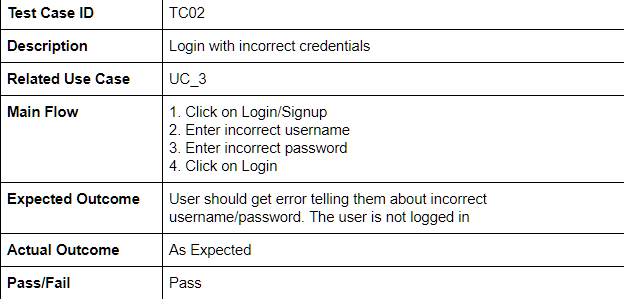 Test Case ID TC02
Description Login with incorrect credentials
Related Use Case UC_3
Main Flow 1. Click on Login/Signup
2. Enter incorrect username
3. Enter incorrect password
4. Click on Login
Expected Outcome User should get error telling them about incorrect
username/password. The user is not logged in
Actual Outcome As Expected
Pass/Fail Pass